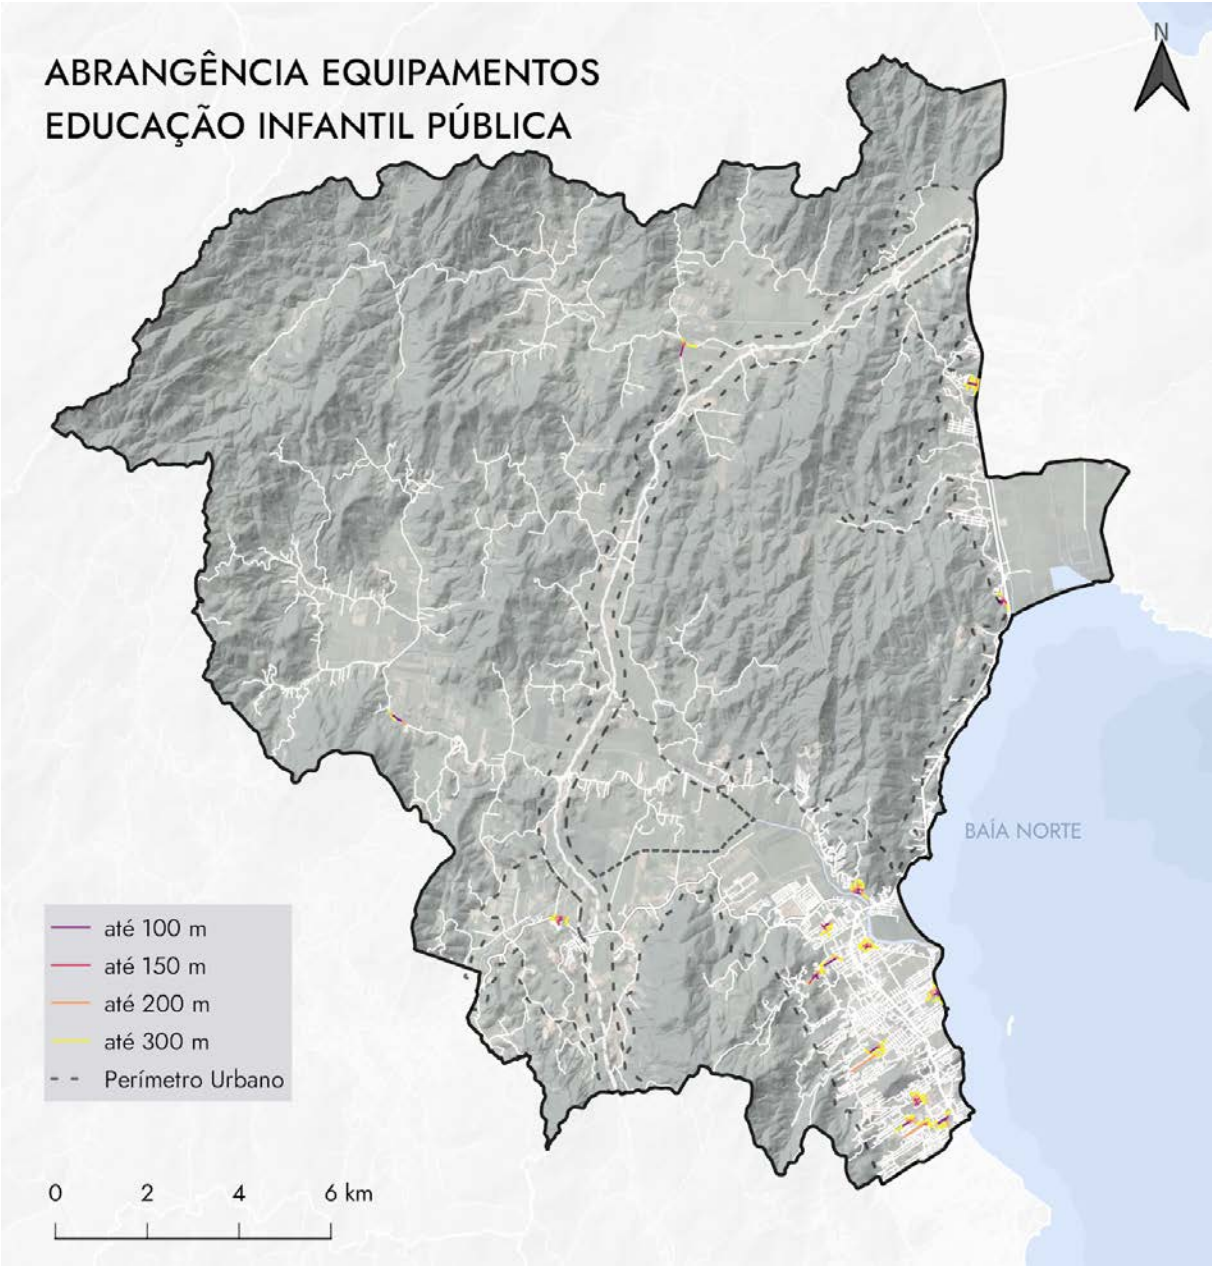 ABRANGÊNCIA EQUIPAMENTOS
EDUCAÇÃO INFANTIL PÚBLICA
N
BAÍA NORTE
até 100 m
até 150 m
até 200 m
até 300 m
Perímetro Urbano
0 2 4 6 km